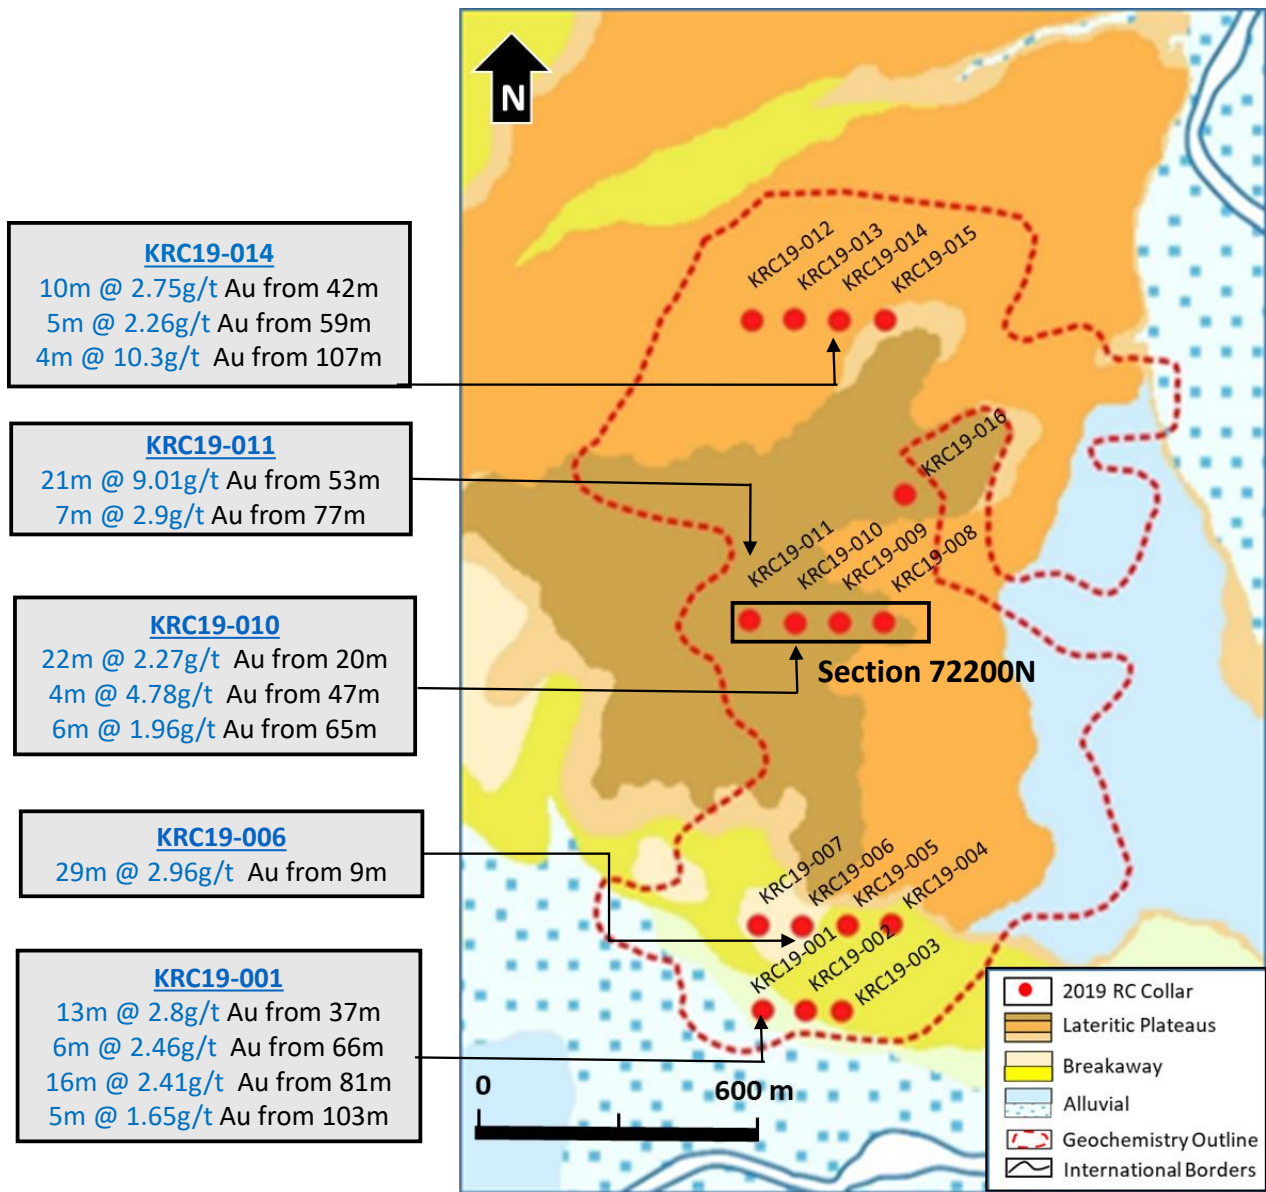 N
KRC19-014
10m @ 2.75g/t Au from 42m
5m @ 2.26g/t Au from 59m
4m @ 10.3g/t Au from 107m
KRC19-011
21m @ 9.01g/t Au from 53m
7m @ 2.9g/t Au from 77m
KRC19-010
22m @ 2.27g/t Au from 20m
4m @ 4.78g/t Au from 47m
6m @ 1.96g/t Au from 65m
KRC19-006
29m @ 2.96g/t Au from 9m
KRC19-001
13m @ 2.8g/t Au from 37m
6m @ 2.46g/t Au from 66m
16m @ 2.41g/t Au from 81m
5m @ 1.65g/t Au from 103m
KRC19-012
KRC19-013
KRC19-014
KRC19-015
KRC19-016
KRC19-011
KRC19-010
KRC19-009
KRC19-008
Section 72200N
KRC19-007
KRC19-006
KRC19-005
KRC19-004
KRC19-001
KRC19-002
KRC19-003
0
600 m
2019 RC Collar
Lateritic Plateaus
Breakaway
Alluvial
Geochemistry Outline
International Borders